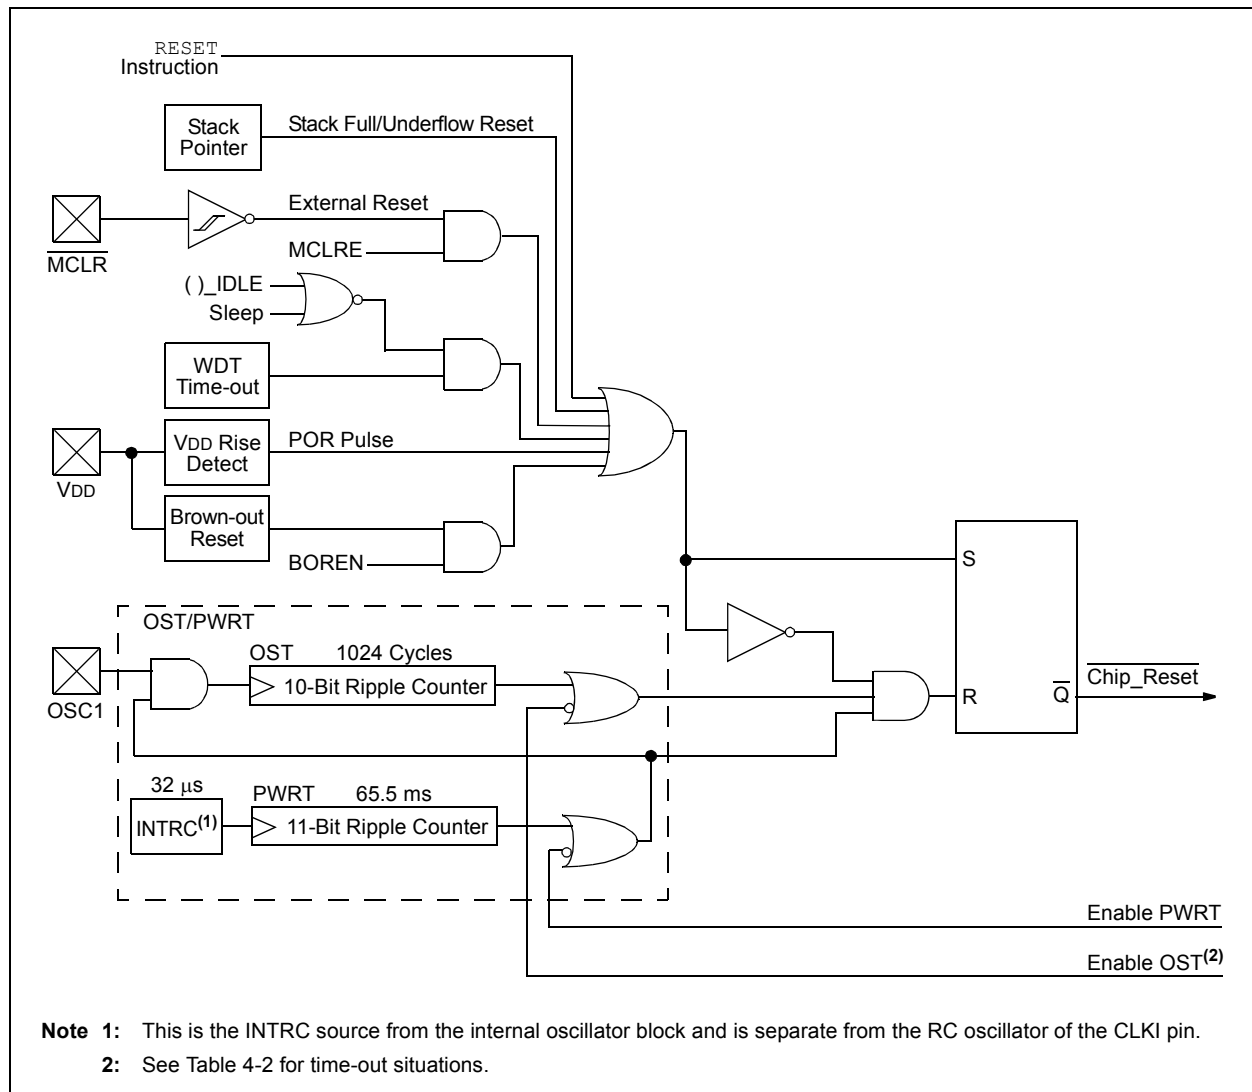 RESET
Instruction
Stack
Pointer
Stack Full/Underflow Reset
External Reset
MCLR
MCLRE
( )_IDLE
Sleep
WDT
Time-out
VDD Rise
Detect
POR Pulse
VDD
Brown-out
Reset
BOREN
S
OST/PWRT
OST 1024 Cycles
10-Bit Ripple Counter
OSC1
Chip_Reset
R
Q
32 μs
PWRT 65.5 ms
INTRC(1)
11-Bit Ripple Counter
Enable PWRT
Enable OST(2)
Note 1: This is the INTRC source from the internal oscillator block and is separate from the RC oscillator of the CLKI pin.
2: See Table 4-2 for time-out situations.